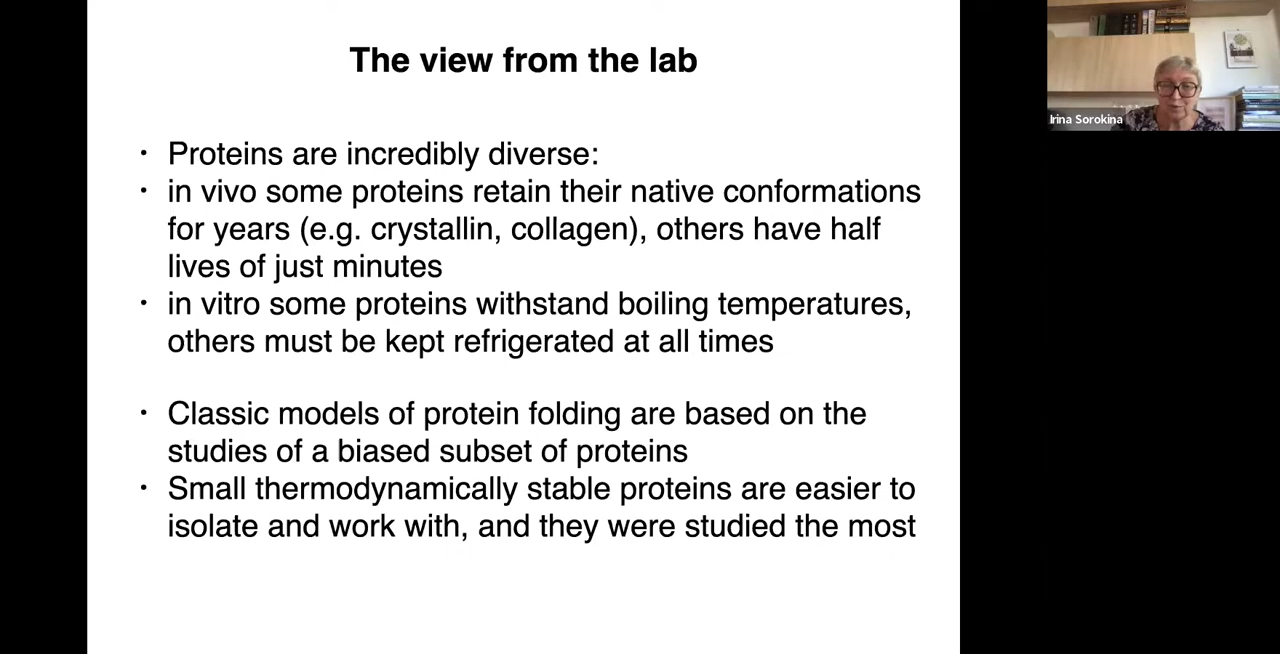 The view from the lab
Irina Sorokina
· Proteins are incredibly diverse:
· in vivo some proteins retain their native conformations
for years (e.g. crystallin, collagen), others have half
lives of just minutes
· in vitro some proteins withstand boiling temperatures,
others must be kept refrigerated at all times
· Classic models of protein folding are based on the
studies of a biased subset of proteins
· Small thermodynamically stable proteins are easier to
isolate and work with, and they were studied the most